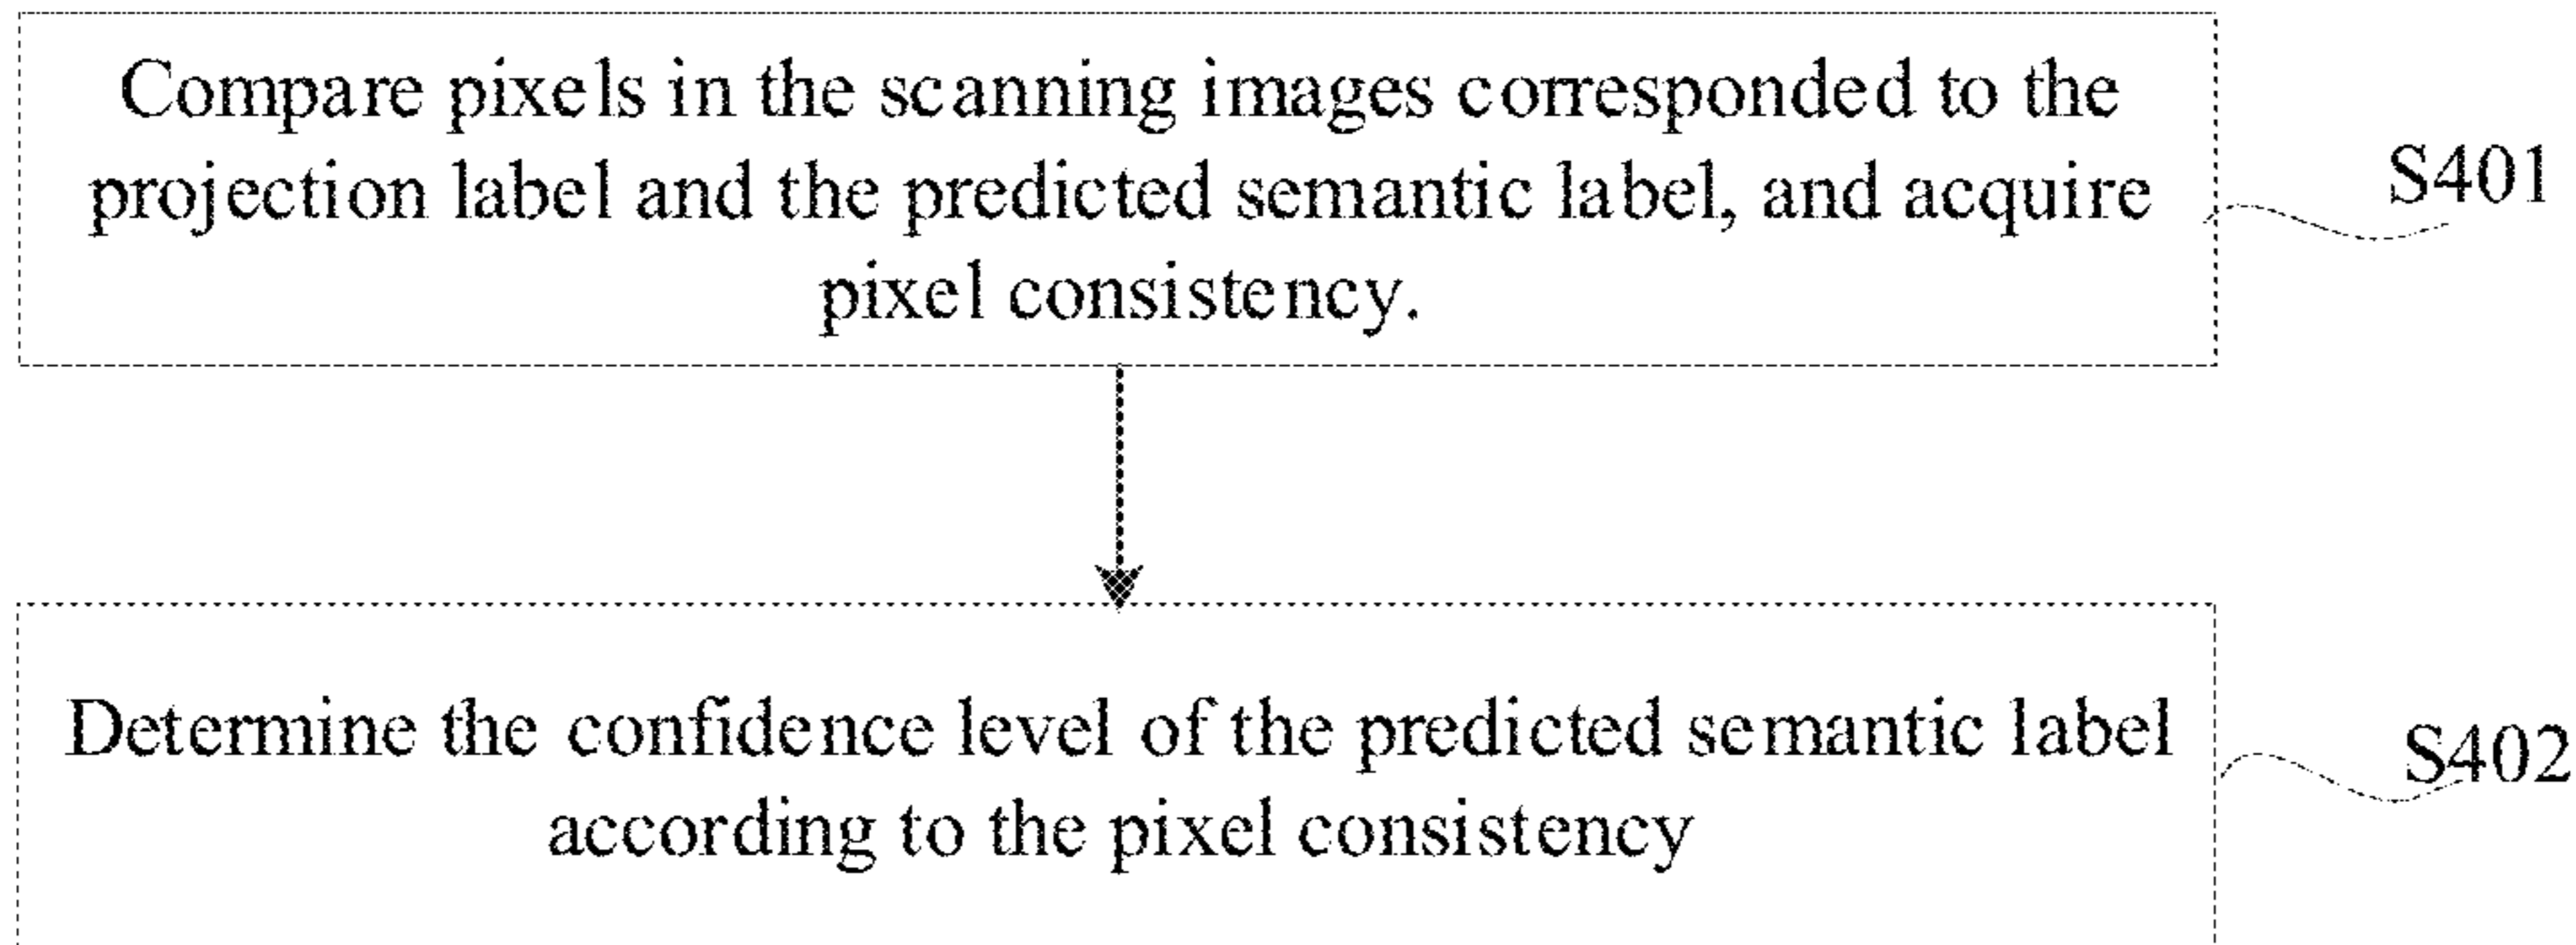 Compare pixels in the scanning images corresponded to the
projection label and the predicted semantic label, and acquire
pixel consistency.
S401
Determine the confidence level of the predicted semantic label
according to the pixel consistency
S402